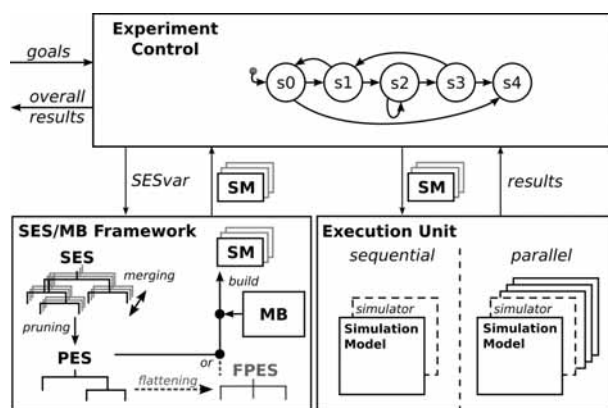 Experiment
Control
goals
overall
results
s0
s1
s2
s3
s4
SESvar
SM
SM
results
SES/MB Framework
SES
merging
pruning
PES
flattening
or
FPES
SM
build
MB
Execution Unit
sequential
parallel
simulator
Simulation
Model
simulator
Simulation
Model